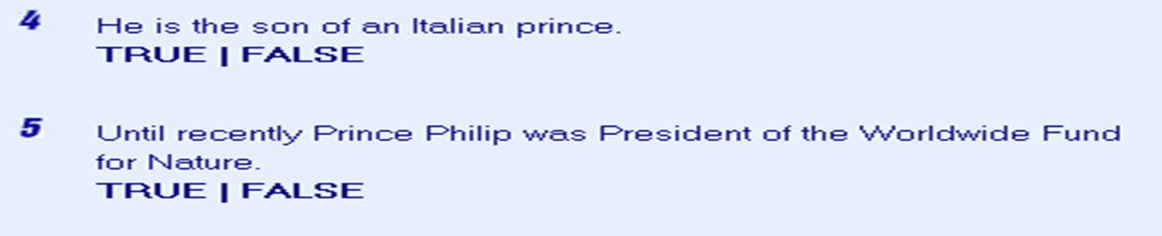 4 He is the son of an Italian prince.
TRUE | FALSE
5 Until recently Prince Philip was President of the Worldwide Fund
for Nature.
TRUE | FALSE